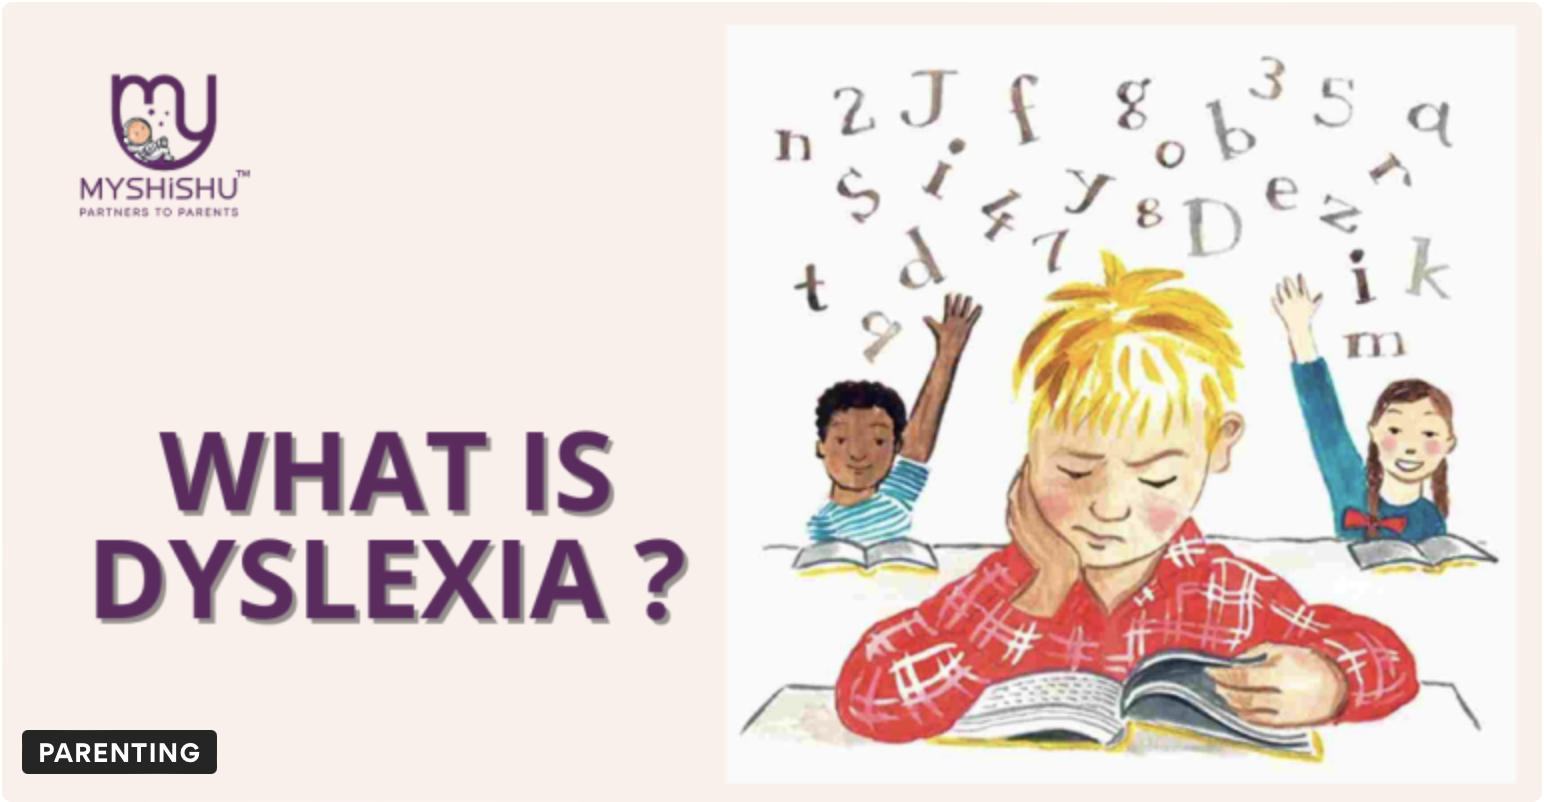 my
MYSHiSHU™
PARTNERS TO PARENTS
WHAT IS
DYSLEXIA ?
PARENTING
3
2 J f g 5 a
n o b
s i y e r
4 8 D z
7
t d i k
m